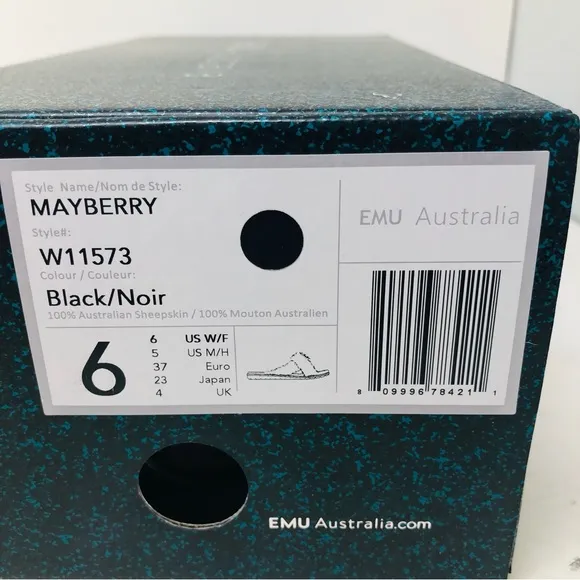 Style Name/Nom de Style:
MAYBERRY
Style#:
W11573
Colour / Couleur:
Black/Noir
100% Australian Sheepskin / 100% Mouton Australien
6
6 US W/F
5 US M/H
37 Euro
23 Japan
4 UK
EMU Australia
8 09996 78421 1
EMU Australia.com